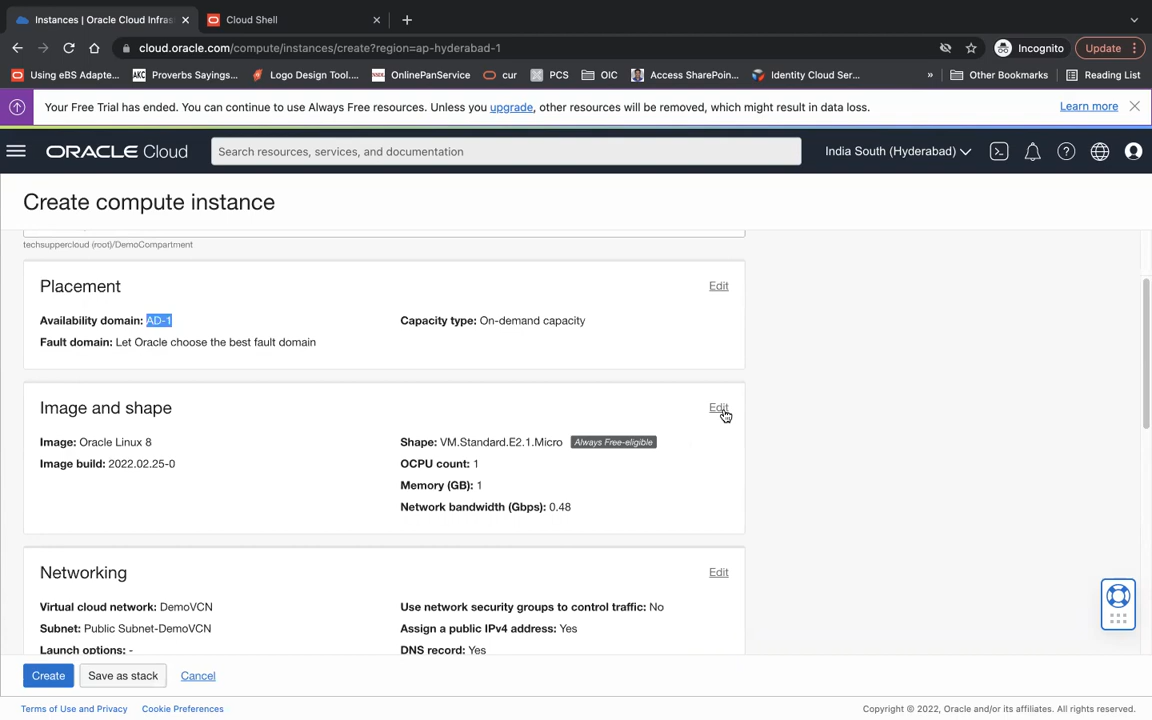 Instances | Oracle Cloud Infras
Cloud Shell
cloud.oracle.com/compute/instances/create?region=ap-hyderabad-1
Incognito
Update
Using eBS Adapte...
AKC
Proverbs Sayings...
Logo Design Tool....
OnlinePanService
cur
PCS
OIC
Access SharePoin...
Identity Cloud Ser...
»
Other Bookmarks
Reading List
Your Free Trial has ended. You can continue to use Always Free resources. Unless you upgrade, other resources will be removed, which might result in data loss.
Learn more
ORACLE Cloud
Search resources, services, and documentation
India South (Hyderabad)
Create compute instance
techsuppercloud (root)/DemoCompartment
Placement
Edit
Availability domain: AD-1
Capacity type: On-demand capacity
Fault domain: Let Oracle choose the best fault domain
Image and shape
Edit
Image: Oracle Linux 8
Shape: VM.Standard.E2.1.Micro Always Free-eligible
Image build: 2022.02.25-0
OCPU count: 1
Memory (GB): 1
Network bandwidth (Gbps): 0.48
Networking
Edit
Virtual cloud network: DemoVCN
Use network security groups to control traffic: No
Subnet: Public Subnet-DemoVCN
Assign a public IPv4 address: Yes
Launch options: -
DNS record: Yes
Create
Save as stack
Cancel
Terms of Use and Privacy
Cookie Preferences
Copyright © 2022, Oracle and/or its affiliates. All rights reserved.